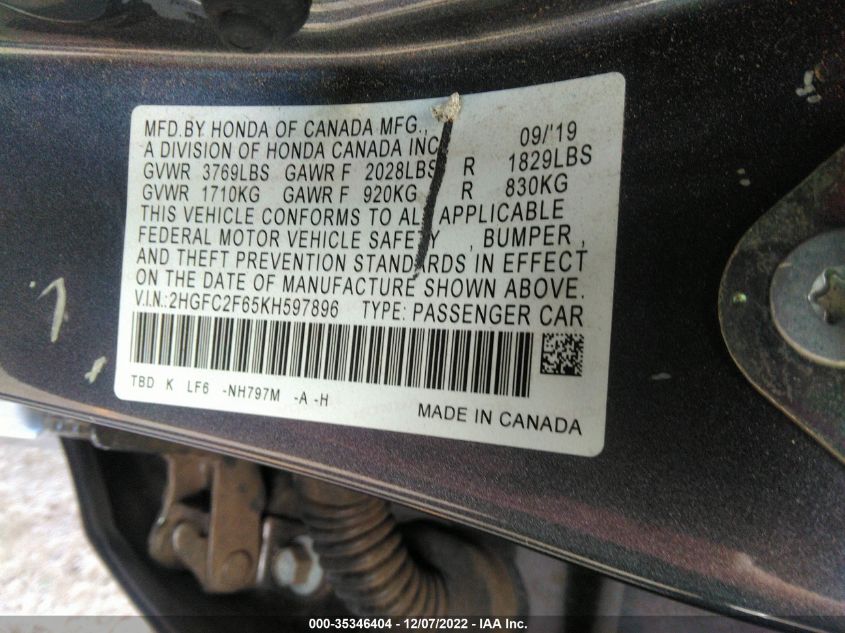 MFD.BY HONDA OF CANADA MFG., 09/'19
A DIVISION OF HONDA CANADA INC
GVWR 3769LBS GAWR F 2028LBS R 1829LBS
GVWR 1710KG GAWR F 920KG R 830KG
THIS VEHICLE CONFORMS TO ALL APPLICABLE
FEDERAL MOTOR VEHICLE SAFETY , BUMPER ,
AND THEFT PREVENTION STANDARDS IN EFFECT
ON THE DATE OF MANUFACTURE SHOWN ABOVE.
V.I.N.:2HGFC2F65KH597896 TYPE: PASSENGER CAR
TBD K LF6 -NH797M -A -H
MADE IN CANADA
000-35346404 — 12/07/2022 — IAA Inc.